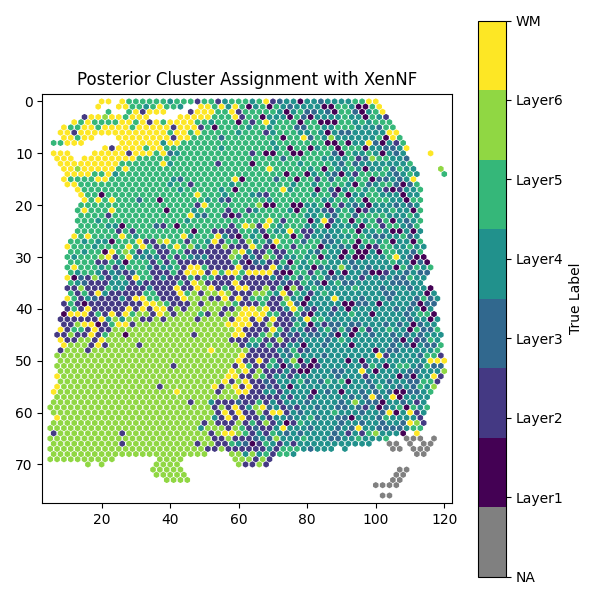 Posterior Cluster Assignment with XenNF
0
10
20
30
40
50
60
70
20
40
60
80
100
120
WM
Layer6
Layer5
Layer4
Layer3
Layer2
Layer1
NA
True Label